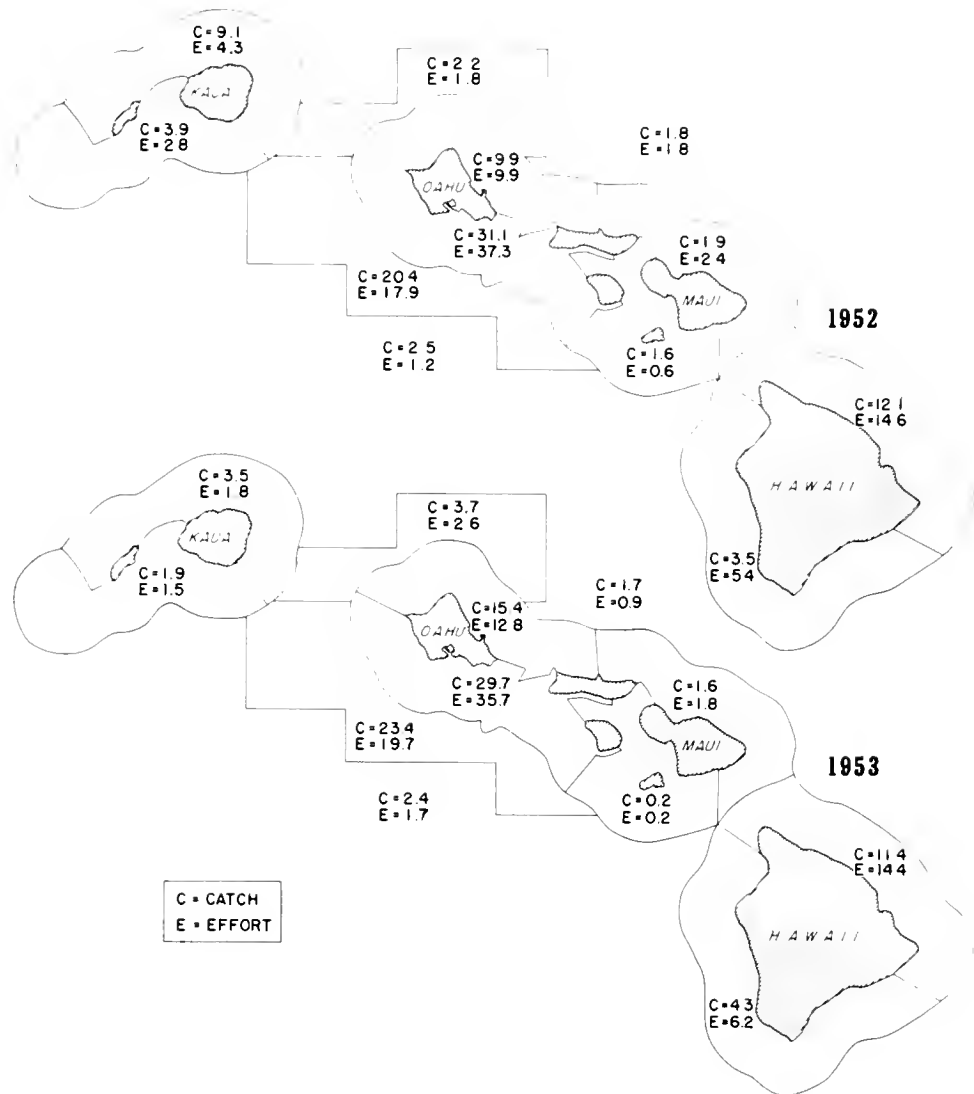 C=9.1
E=4.3
KAUA
C=3.9
E=2.8
C=2.2
E=1.8
C=1.8
E=1.8
C=9.9
E=9.9
OAHU
C=31.1
E=37.3
C=1.9
E=2.4
MAUI
C=20.4
E=17.9
1952
C=2.5
E=1.2
C=1.6
E=0.6
C=12.1
E=14.6
HAWAII
C=3.5
E=5.4
C=3.5
E=1.8
KAUA
C=1.9
E=1.5
C=3.7
E=2.6
C=1.7
E=0.9
C=15.4
E=12.8
OAHU
C=29.7
E=35.7
C=1.6
E=1.8
MAUI
C=23.4
E=19.7
1953
C=2.4
E=1.7
C=0.2
E=0.2
C=11.4
E=14.4
HAWAII
C=4.3
E=6.2
C = CATCH
E = EFFORT